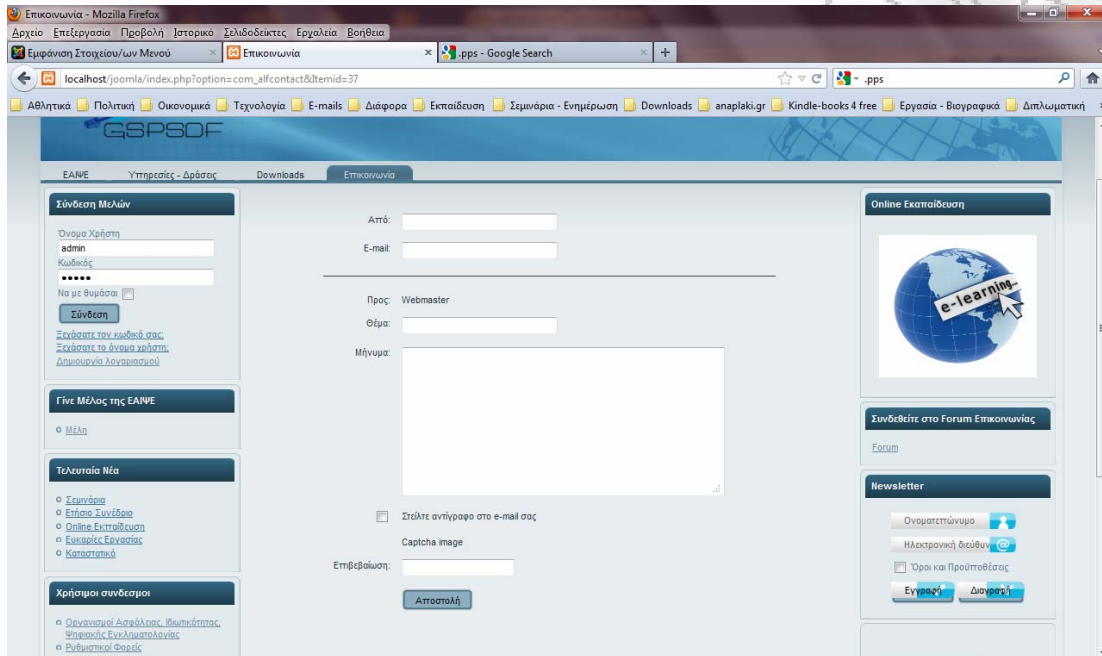 Επικοινωνία - Mozilla Firefox
Αρχείο Επεξεργασία Προβολή Ιστορικό Σελιδοδείκτες Εργαλεία Βοήθεια
Εμφάνιση Στοιχείου/ων Μενού × Επικοινωνία × .pps - Google Search × +
localhost/joomla/index.php?option=com_alfcontact&Itemid=37 .pps
Αθλητικά Πολιτική Οικονομικά Τεχνολογία E-mails Διάφορα Εκπαίδευση Σεμινάρια - Ενημέρωση Downloads anaplaki.gr Kindle-books 4 free Εργασία - Βιογραφικά Διπλωματική
GSPSDF
ΕΑΙΨΕ Υπηρεσίες - Δράσεις Downloads Επικοινωνία
Σύνδεση Μελών
Όνομα Χρήστη
admin
Κωδικός
•••••
Να με θυμάσαι
Σύνδεση
Ξεχάσατε τον κωδικό σας;
Ξεχάσατε το όνομα χρήστη;
Δημιουργία λογαριασμού
Γίνε Μέλος της ΕΑΙΨΕ
Μέλη
Τελευταία Νέα
Σεμινάρια
Ετήσιο Συνέδριο
Online Εκπαίδευση
Ευκαρίες Εργασίας
Καταστατικό
Χρήσιμοι συνδεσμοι
Οργανισμοί Ασφάλειας, Ιδιωτικότητας,
Ψηφιακής Εγκληματολογίας
Ρυθμιστικοί Φορείς
Από:
E-mail:
Προς: Webmaster
Θέμα:
Μήνυμα:
Στείλτε αντίγραφο στο e-mail σας
Captcha image
Επιβεβαίωση:
Αποστολή
Online Εκαπαίδευση
e-learning
Συνδεθείτε στο Forum Επικοινωνίας
Forum
Newsletter
Ονοματεπώνυμο
Ηλεκτρονική διεύθυν
Όροι και Προϋποθέσεις
Εγγραφή Διαγραφή